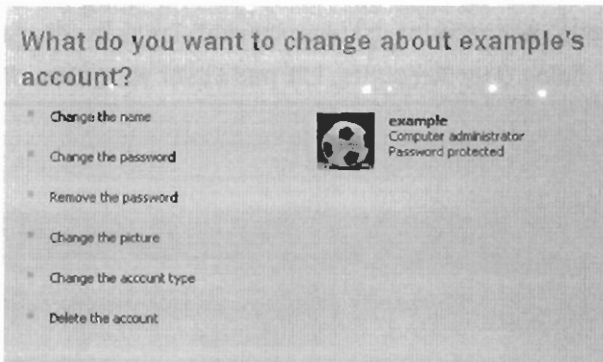 What do you want to change about example's
account?
Change the name
Change the password
Remove the password
Change the picture
Change the account type
Delete the account
example
Computer administrator
Password protected